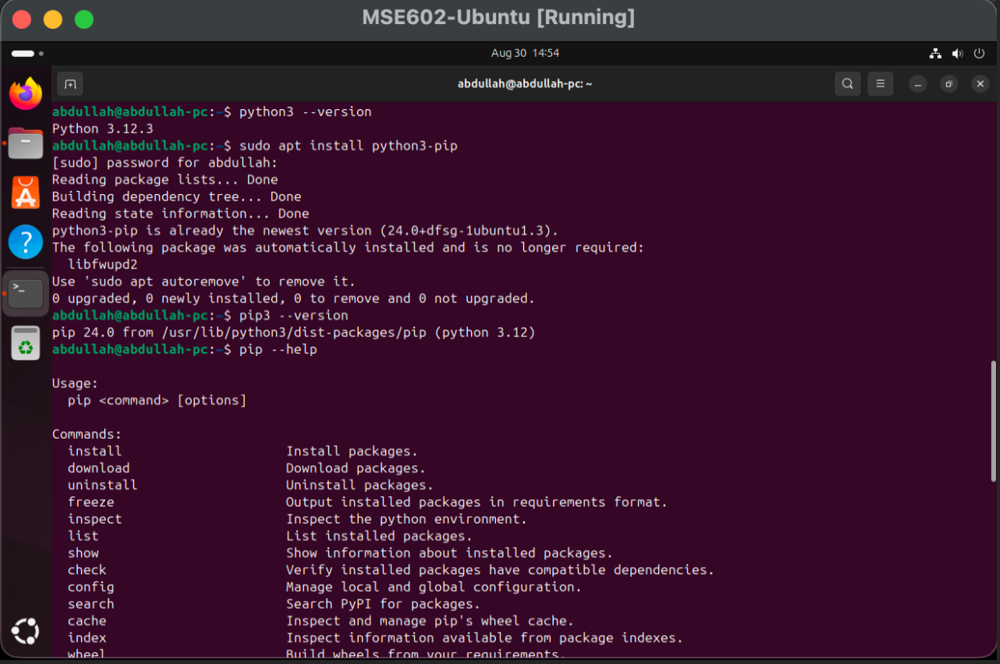 MSE602-Ubuntu [Running]
Aug 30 14:54
abdullah@abdullah-pc: ~
abdullah@abdullah-pc:~$ python3 --version
Python 3.12.3
abdullah@abdullah-pc:~$ sudo apt install python3-pip
[sudo] password for abdullah:
Reading package lists... Done
Building dependency tree... Done
Reading state information... Done
python3-pip is already the newest version (24.0+dfsg-1ubuntu1.3).
The following package was automatically installed and is no longer required:
  libfwupd2
Use 'sudo apt autoremove' to remove it.
0 upgraded, 0 newly installed, 0 to remove and 0 not upgraded.
abdullah@abdullah-pc:~$ pip3 --version
pip 24.0 from /usr/lib/python3/dist-packages/pip (python 3.12)
abdullah@abdullah-pc:~$ pip --help
Usage:
  pip <command> [options]
Commands:
  install                     Install packages.
  download                    Download packages.
  uninstall                   Uninstall packages.
  freeze                      Output installed packages in requirements format.
  inspect                     Inspect the python environment.
  list                        List installed packages.
  show                        Show information about installed packages.
  check                       Verify installed packages have compatible dependencies.
  config                      Manage local and global configuration.
  search                      Search PyPI for packages.
  cache                       Inspect and manage pip's wheel cache.
  index                       Inspect information available from package indexes.
  wheel                       Build wheels from your requirements.